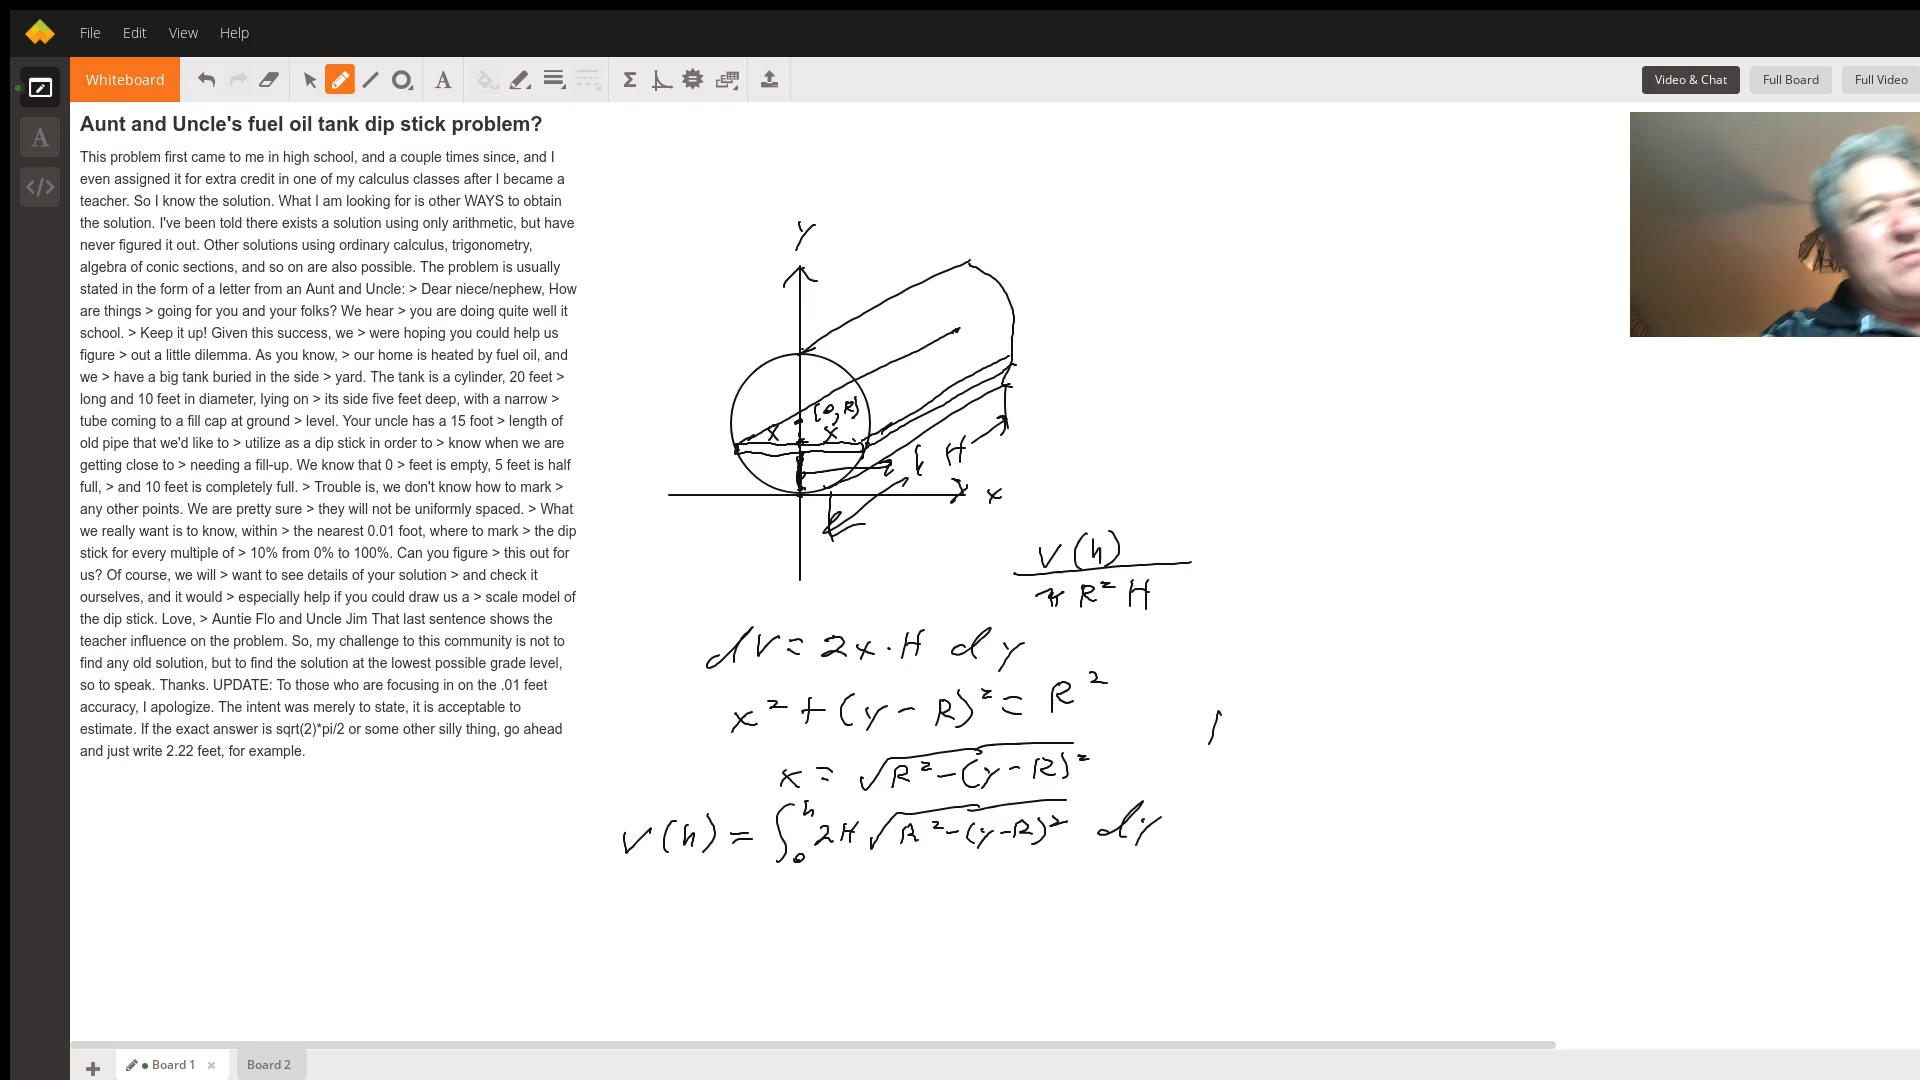 File Edit View Help
Whiteboard
Video & Chat Full Board Full Video
Aunt and Uncle's fuel oil tank dip stick problem?
This problem first came to me in high school, and a couple times since, and I
even assigned it for extra credit in one of my calculus classes after I became a
teacher. So I know the solution. What I am looking for is other WAYS to obtain
the solution. I've been told there exists a solution using only arithmetic, but have
never figured it out. Other solutions using ordinary calculus, trigonometry,
algebra of conic sections, and so on are also possible. The problem is usually
stated in the form of a letter from an Aunt and Uncle: > Dear niece/nephew, How
are things > going for you and your folks? We hear > you are doing quite well it
school. > Keep it up! Given this success, we > were hoping you could help us
figure > out a little dilemma. As you know, > our home is heated by fuel oil, and
we > have a big tank buried in the side > yard. The tank is a cylinder, 20 feet >
long and 10 feet in diameter, lying on > its side five feet deep, with a narrow >
tube coming to a fill cap at ground > level. Your uncle has a 15 foot > length of
old pipe that we'd like to > utilize as a dip stick in order to > know when we are
getting close to > needing a fill-up. We know that 0 > feet is empty, 5 feet is half
full, > and 10 feet is completely full. > Trouble is, we don't know how to mark >
any other points. We are pretty sure > they will not be uniformly spaced. > What
we really want is to know, within > the nearest 0.01 foot, where to mark > the dip
stick for every multiple of > 10% from 0% to 100%. Can you figure > this out for
us? Of course, we will > want to see details of your solution > and check it
ourselves, and it would > especially help if you could draw us a > scale model of
the dip stick. Love, > Auntie Flo and Uncle Jim That last sentence shows the
teacher influence on the problem. So, my challenge to this community is not to
find any old solution, but to find the solution at the lowest possible grade level,
so to speak. Thanks. UPDATE: To those who are focusing in on the .01 feet
accuracy, I apologize. The intent was merely to state, it is acceptable to
estimate. If the exact answer is sqrt(2)*pi/2 or some other silly thing, go ahead
and just write 2.22 feet, for example.
Y
(0, R)
x x
H
x
V(h)
π R² H
dV = 2x · H dy
x² + (y - R)² = R²
x = √R² - (y - R)²
V(h) = ∫₀ʰ 2H √R² - (y - R)² dy
Board 1 Board 2